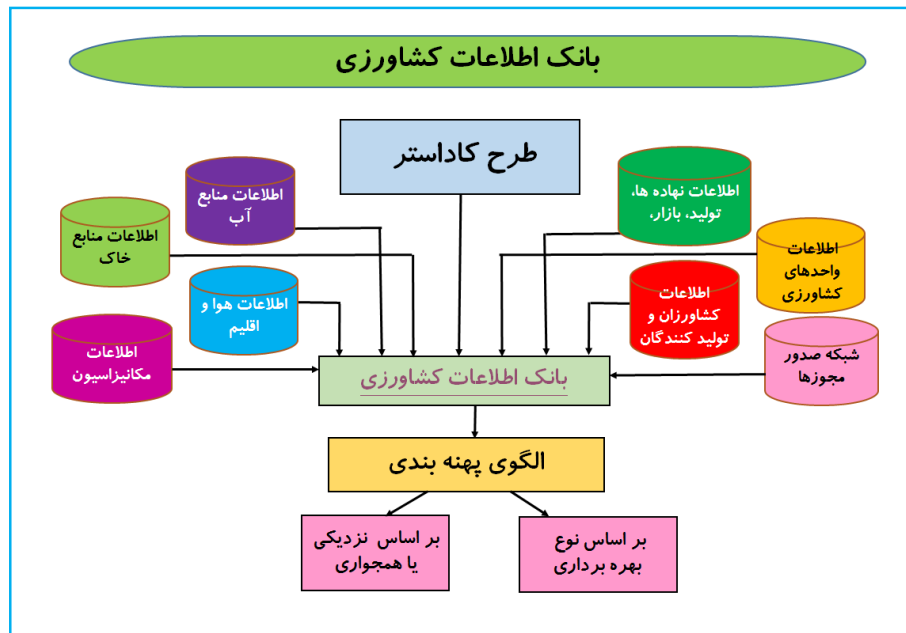 بانک اطلاعات کشاورزی
طرح کاداستر
اطلاعات نهاده ها،
تولید، بازار،
اطلاعات منابع
آب
اطلاعات منابع
خاک
اطلاعات
واحدهای
کشاورزی
اطلاعات هوا و
اقلیم
اطلاعات
کشاورزان و
تولید کنندگان
اطلاعات
مکانیزاسیون
شبکه صدور
مجوزها
بانک اطلاعات کشاورزی
الگوی پهنه بندی
بر اساس نوع
بهره برداری
بر اساس نزدیکی
یا همجواری